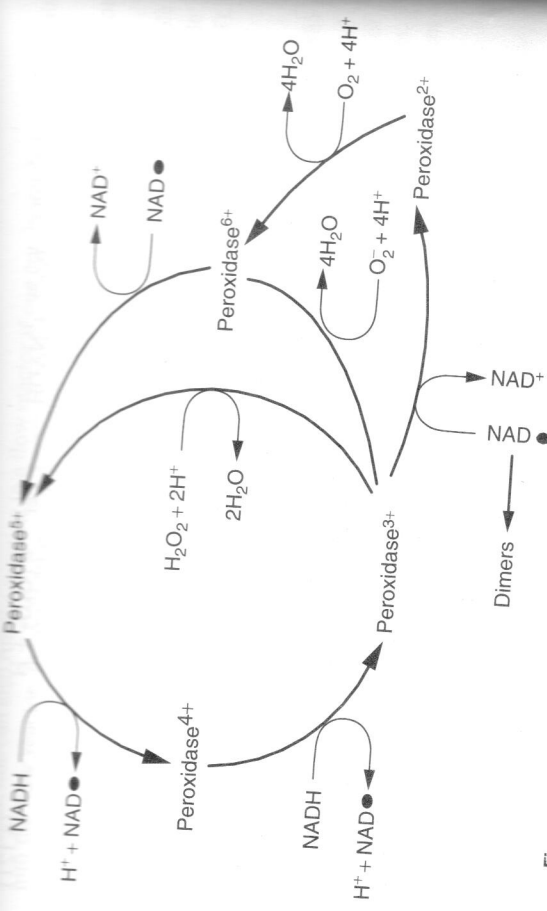 NADH
Peroxidase⁵⁺
H⁺ + NAD●
NAD⁺
NAD●
H₂O₂ + 2H⁺
2H₂O
Peroxidase⁴⁺
Peroxidase⁶⁺
4H₂O
O₂ + 4H⁺
NADH
H⁺ + NAD●
4H₂O
O₂⁻ + 4H⁺
Peroxidase³⁺
Peroxidase²⁺
Dimers
NAD●
NAD⁺